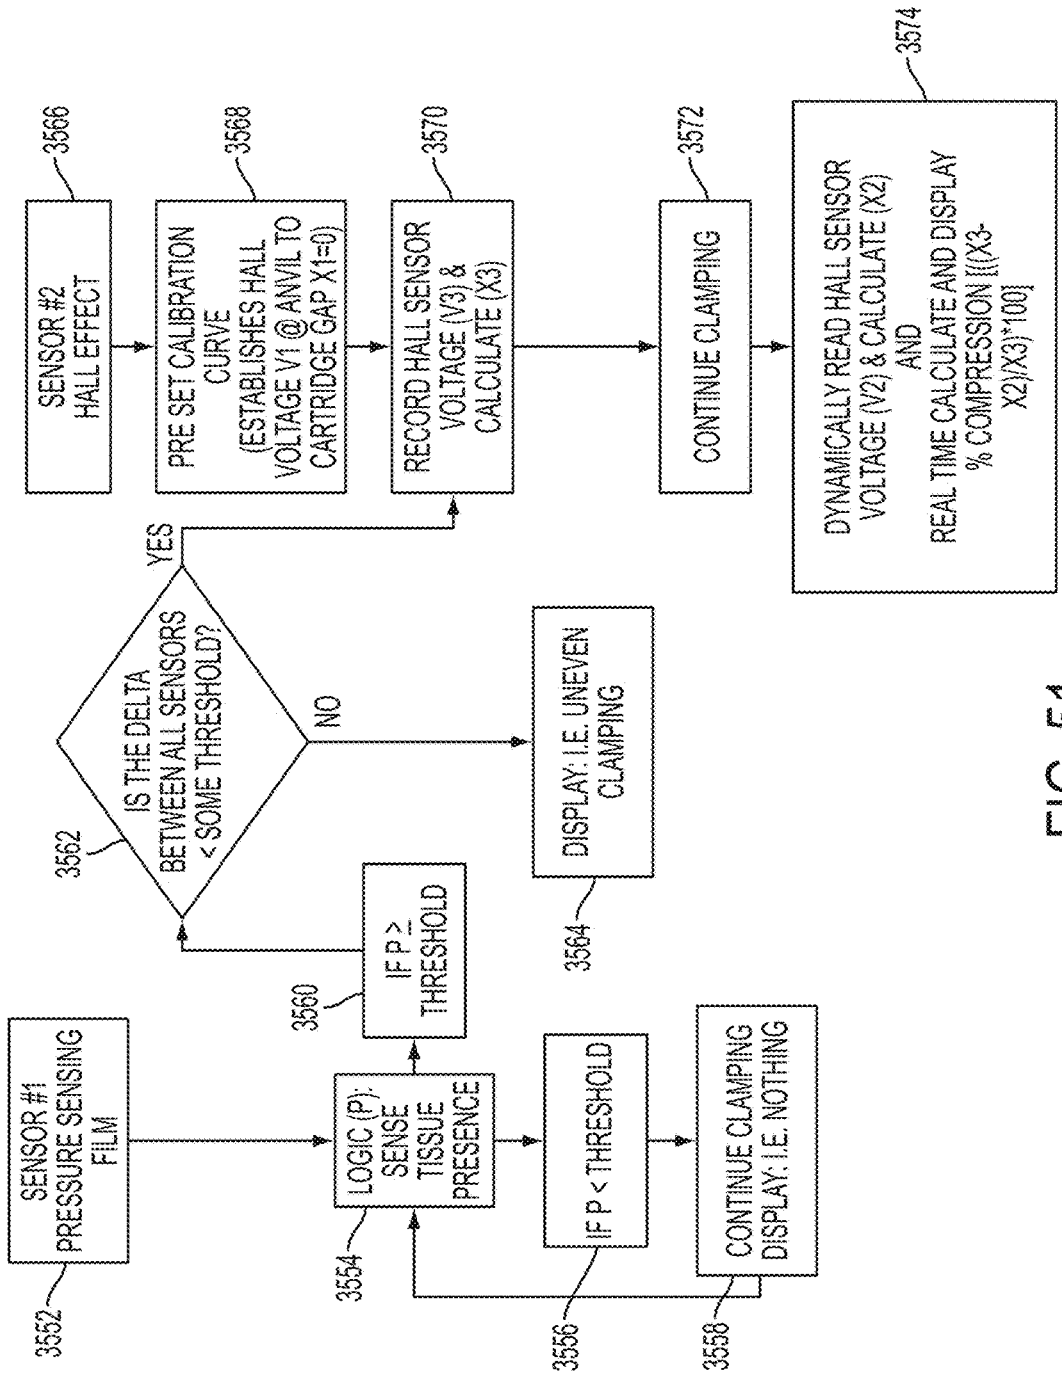 SENSOR #1
PRESSURE SENSING
FILM
3552
LOGIC (P):
SENSE
TISSUE
PRESENCE
3554
IF P < THRESHOLD
3556
CONTINUE CLAMPING
DISPLAY: I.E. NOTHING
3558
IF P ≥
THRESHOLD
3560
IS THE DELTA
BETWEEN ALL SENSORS
< SOME THRESHOLD?
3562
YES
NO
DISPLAY: I.E. UNEVEN
CLAMPING
3564
SENSOR #2
HALL EFFECT
3566
PRE SET CALIBRATION
CURVE
(ESTABLISHES HALL
VOLTAGE V1 @ ANVIL TO
CARTRIDGE GAP X1=0)
3568
RECORD HALL SENSOR
VOLTAGE (V3) &
CALCULATE (X3)
3570
CONTINUE CLAMPING
3572
DYNAMICALLY READ HALL SENSOR
VOLTAGE (V2) & CALCULATE (X2)
AND
REAL TIME CALCULATE AND DISPLAY
% COMPRESSION [((X3-
X2)/X3)*100]
3574